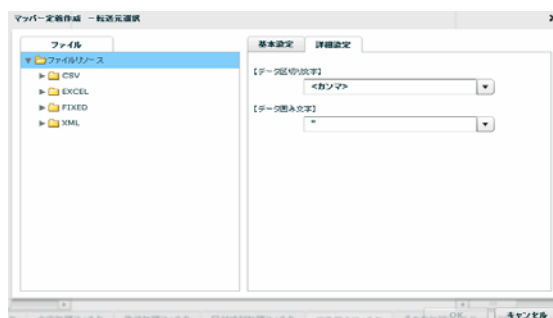 マッパー定義作成 －転送元選択
ファイル
基本設定
詳細設定
ファイルリソース
CSV
EXCEL
FIXED
XML
【データ区切り文字】
<カンマ>
【データ囲み文字】
"
OK
キャンセル